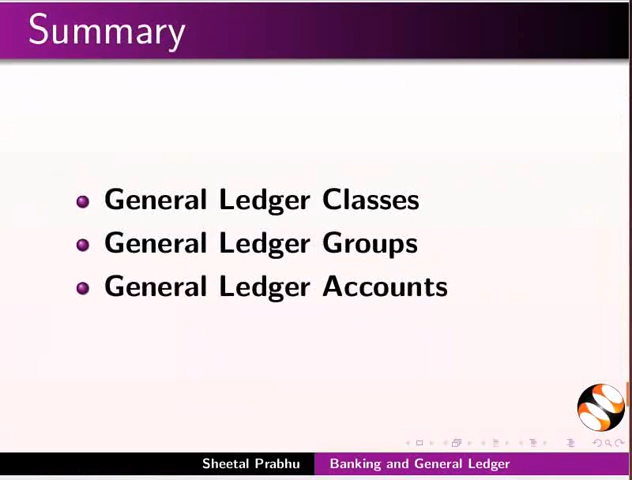 Summary
General Ledger Classes
General Ledger Groups
General Ledger Accounts
Sheetal Prabhu Banking and General Ledger